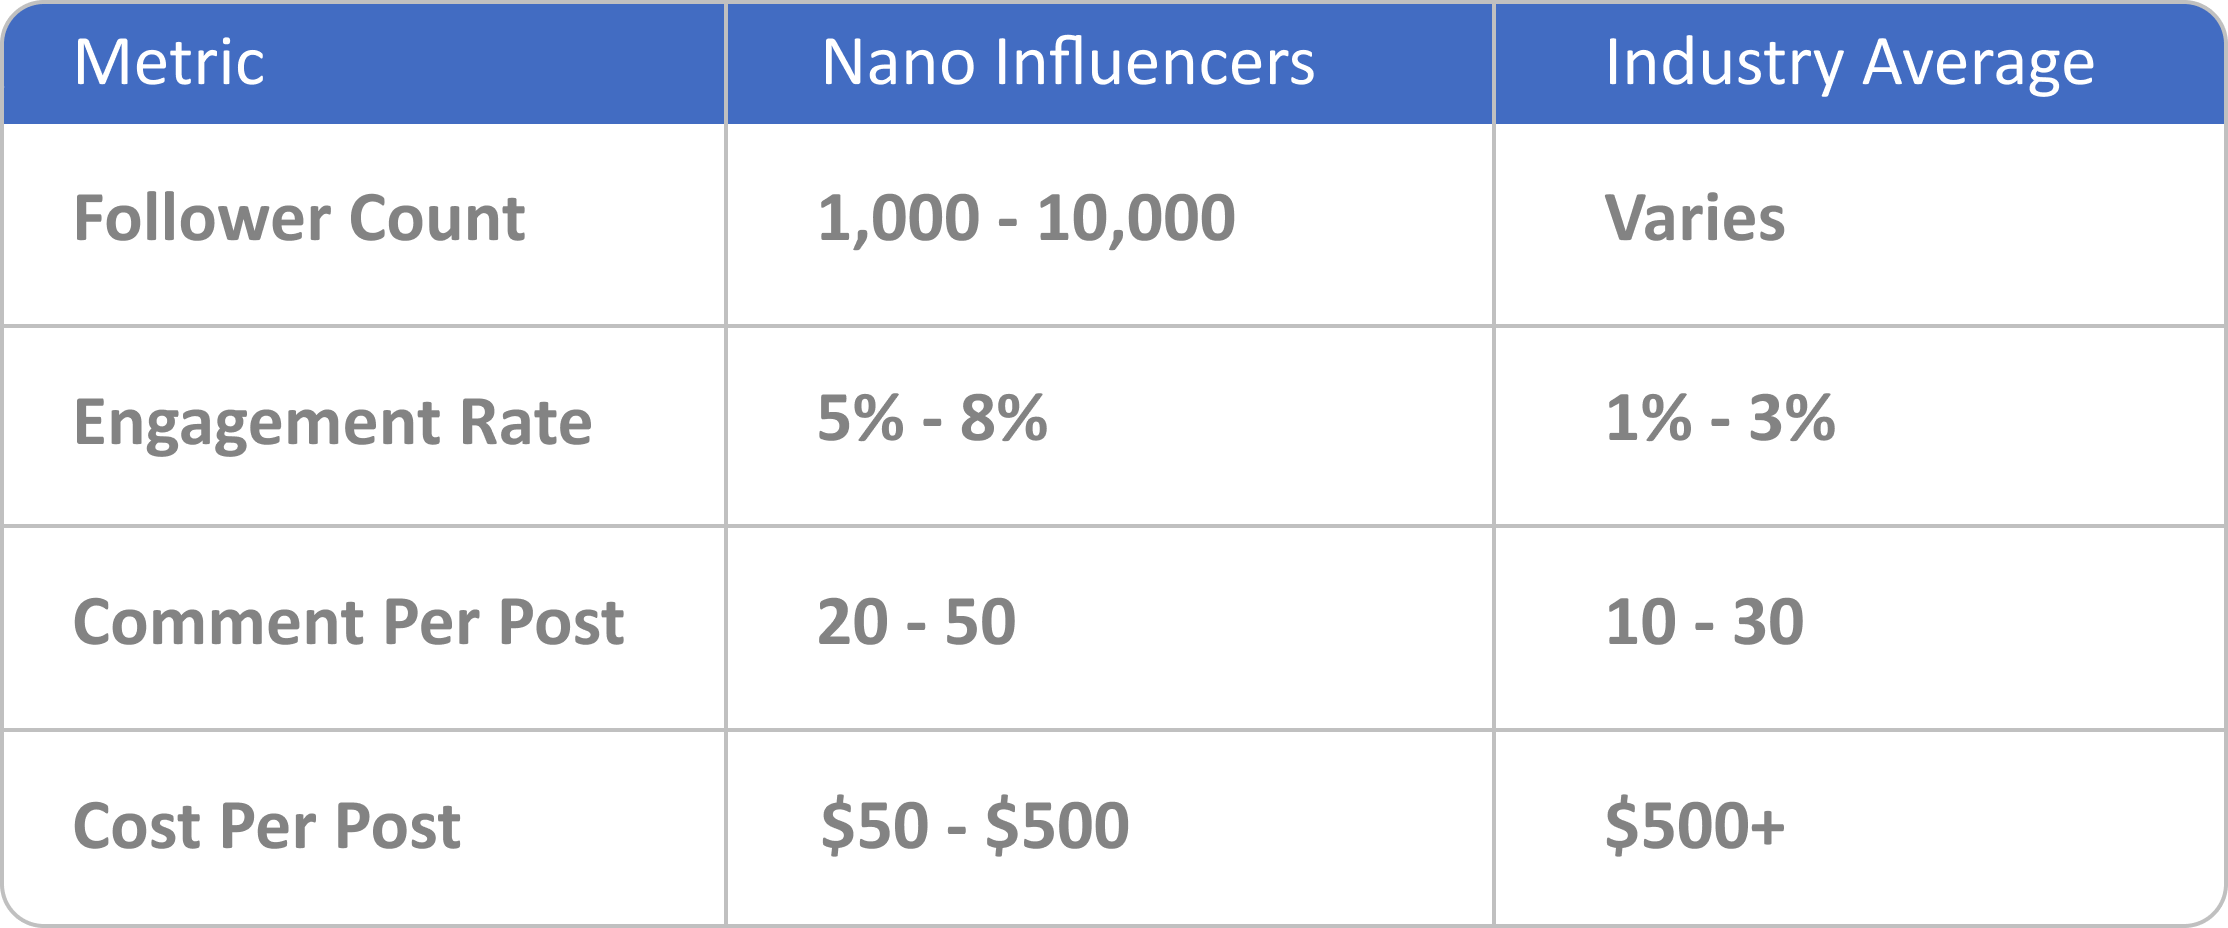 Metric Nano Influencers Industry Average
Follower Count 1,000 - 10,000 Varies
Engagement Rate 5% - 8% 1% - 3%
Comment Per Post 20 - 50 10 - 30
Cost Per Post $50 - $500 $500+